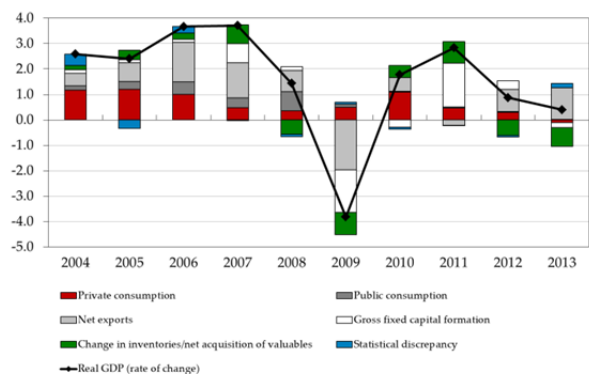 4.0
3.0
2.0
1.0
0.0
-1.0
-2.0
-3.0
-4.0
-5.0
2004 2005 2006 2007 2008 2009 2010 2011 2012 2013
Private consumption Public consumption
Net exports Gross fixed capital formation
Change in inventories/net acquisition of valuables Statistical discrepancy
Real GDP (rate of change)